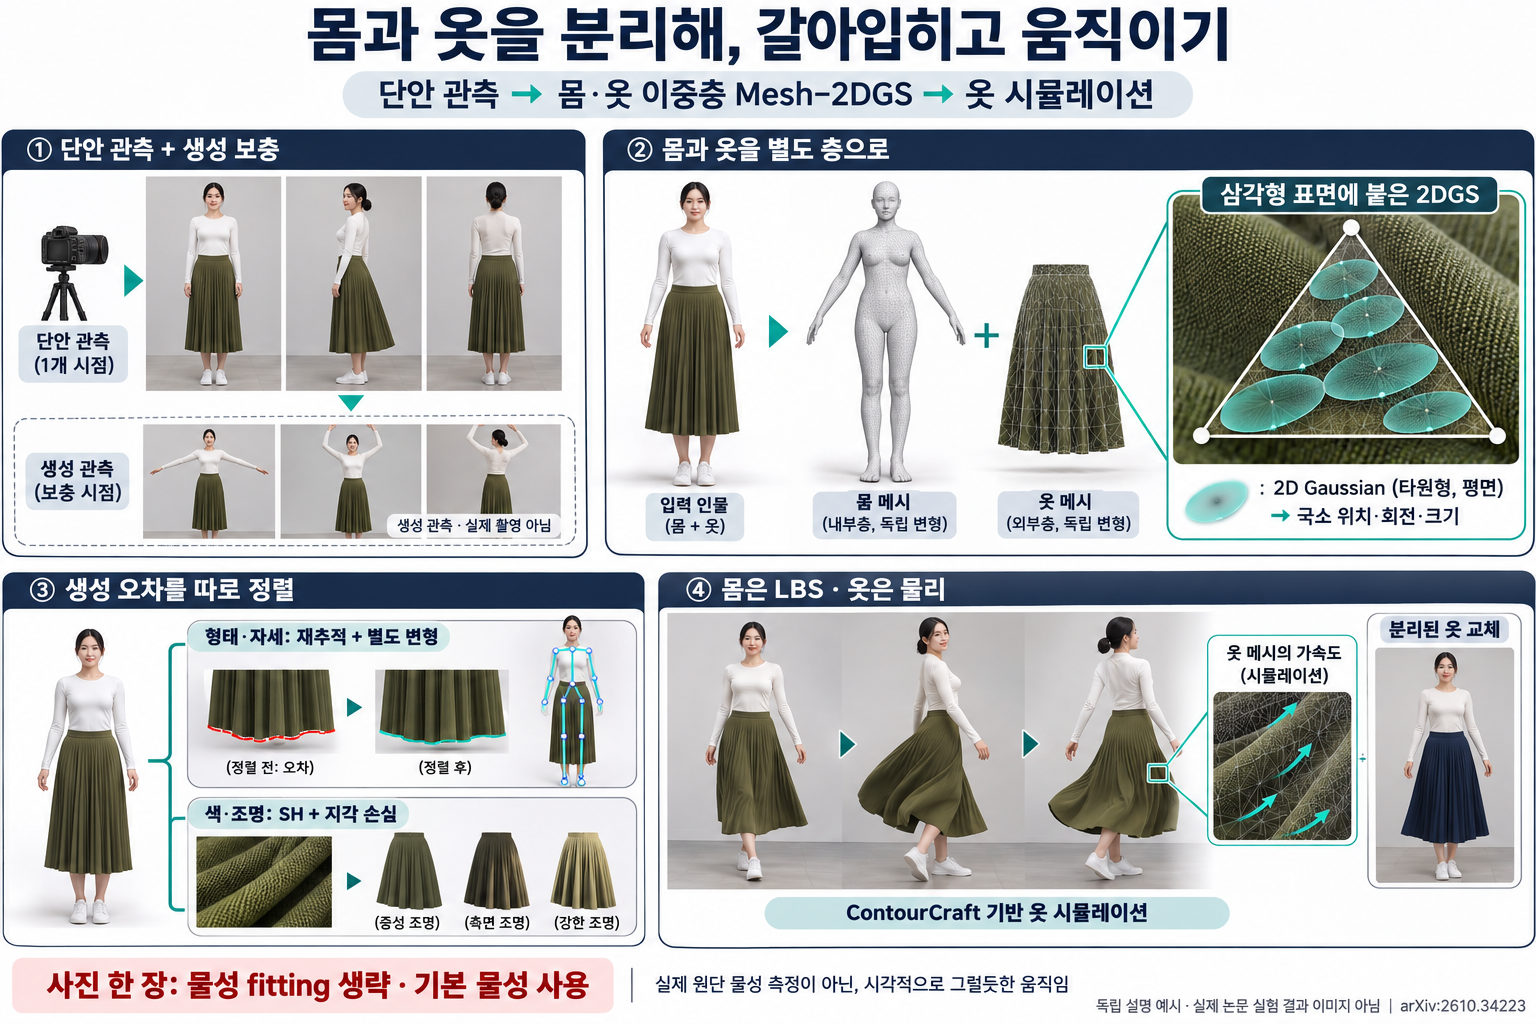 몸과 옷을 분리해, 갈아입히고 움직이기
단안 관측 → 몸·옷 이중층 Mesh-2DGS → 옷 시뮬레이션
① 단안 관측 + 생성 보충
단안 관측
(1개 시점)
생성 관측
(보충 시점)
생성 관측 · 실제 촬영 아님
② 몸과 옷을 별도 층으로
입력 인물
(몸 + 옷)
+
몸 메시
(내부층, 독립 변형)
옷 메시
(외부층, 독립 변형)
삼각형 표면에 붙은 2DGS
: 2D Gaussian (타원형, 평면)
→ 국소 위치·회전·크기
③ 생성 오차를 따로 정렬
형태·자세: 재추적 + 별도 변형
(정렬 전: 오차)
(정렬 후)
색·조명: SH + 지각 손실
(중성 조명)
(측면 조명)
(강한 조명)
④ 몸은 LBS · 옷은 물리
옷 메시의 가속도
(시뮬레이션)
분리된 옷 교체
ContourCraft 기반 옷 시뮬레이션
사진 한 장: 물성 fitting 생략 · 기본 물성 사용
실제 원단 물성 측정이 아닌, 시각적으로 그럴듯한 움직임
독립 설명 예시 · 실제 논문 실험 결과 이미지 아님 | arXiv:2610.34223